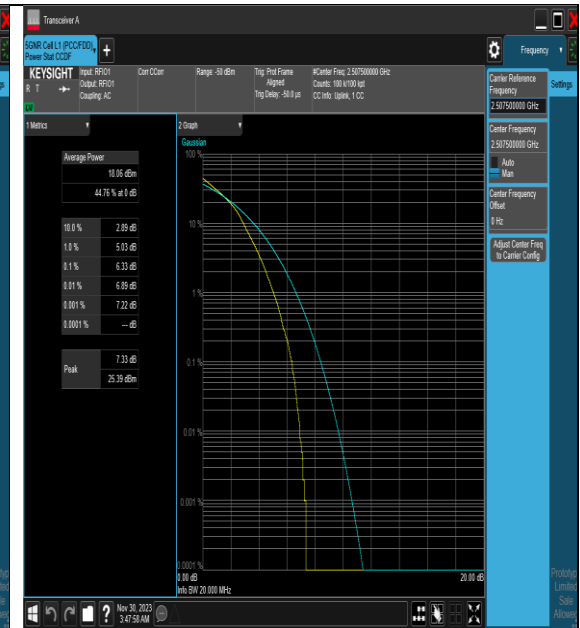 Transceiver A
5GNR Cell L1 (PCC/FDD),
Power Stat CCDF
+
Frequency
KEYSIGHT
R T
LXI
Input: RFIO1
Output: RFIO1
Coupling: AC
Corr CCorr
Range: -50 dBm
Trig: Prot Frame
Aligned
Trig Delay: -50.0 µs
#Center Freq: 2.507500000 GHz
Counts: 100 k/100 kpt
CC Info: Uplink, 1 CC
Carrier Reference
Frequency
2.507500000 GHz
Settings
1 Metrics
2 Graph
Center Frequency
2.507500000 GHz
Auto
Man
Center Frequency
Offset
0 Hz
Adjust Center Freq
to Carrier Config
Average Power
18.06 dBm
44.76 % at 0 dB
10.0 % 2.89 dB
1.0 % 5.03 dB
0.1 % 6.33 dB
0.01 % 6.89 dB
0.001 % 7.22 dB
0.0001 % --- dB
Peak 7.33 dB
25.39 dBm
Gaussian
100 %
10 %
1 %
0.1 %
0.01 %
0.001 %
0.0001 %
0.00 dB
20.00 dB
Info BW 20.000 MHz
?
Nov 30, 2023
3:47:58 AM
Prototyp
Limited
Sale
Allowed